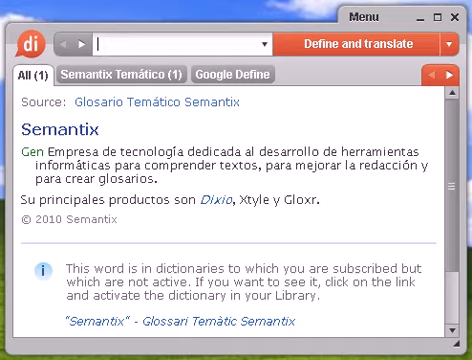 Menu
di
Define and translate
All (1)
Semantix Temático (1)
Google Define
Source: Glosario Temático Semantix
Semantix
Gen Empresa de tecnología dedicada al desarrollo de herramientas
informáticas para comprender textos, para mejorar la redacción y
para crear glosarios.
Su principales productos son Dixio, Xtyle y Gloxr.
© 2010 Semantix
i
This word is in dictionaries to which you are subscribed but
which are not active. If you want to see it, click on the link
and activate the dictionary in your Library.
"Semantix" - Glossari Temàtic Semantix